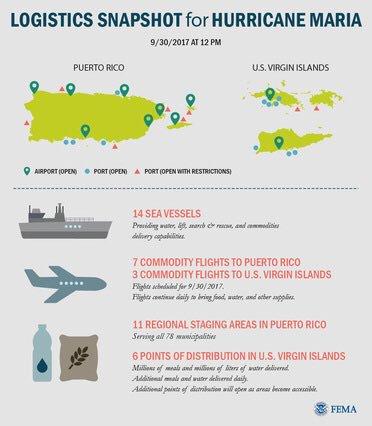 LOGISTICS SNAPSHOT for HURRICANE MARIA
9/30/2017 AT 12 PM
PUERTO RICO
U.S. VIRGIN ISLANDS
AIRPORT (OPEN) PORT (OPEN) PORT (OPEN WITH RESTRICTIONS)
14 SEA VESSELS
Providing water, lift, search & rescue, and commodities
delivery capabilities.
7 COMMODITY FLIGHTS TO PUERTO RICO
3 COMMODITY FLIGHTS TO U.S. VIRGIN ISLANDS
Flights scheduled for 9/30/2017.
Flights continue daily to bring food, water, and other supplies.
11 REGIONAL STAGING AREAS IN PUERTO RICO
Serving all 78 municipalities
6 POINTS OF DISTRIBUTION IN U.S. VIRGIN ISLANDS
Millions of meals and millions of liters of water delivered.
Additional meals and water delivered daily.
Additional points of distribution will open as areas become accessible.
FEMA